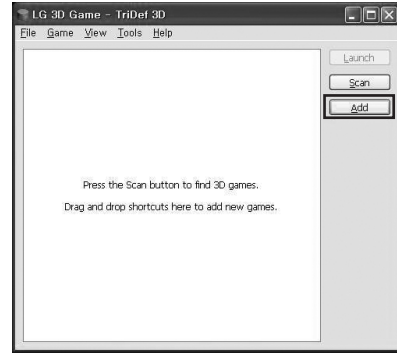 LG 3D Game - TriDef 3D
File Game View Tools Help
Launch
Scan
Add
Press the Scan button to find 3D games.
Drag and drop shortcuts here to add new games.